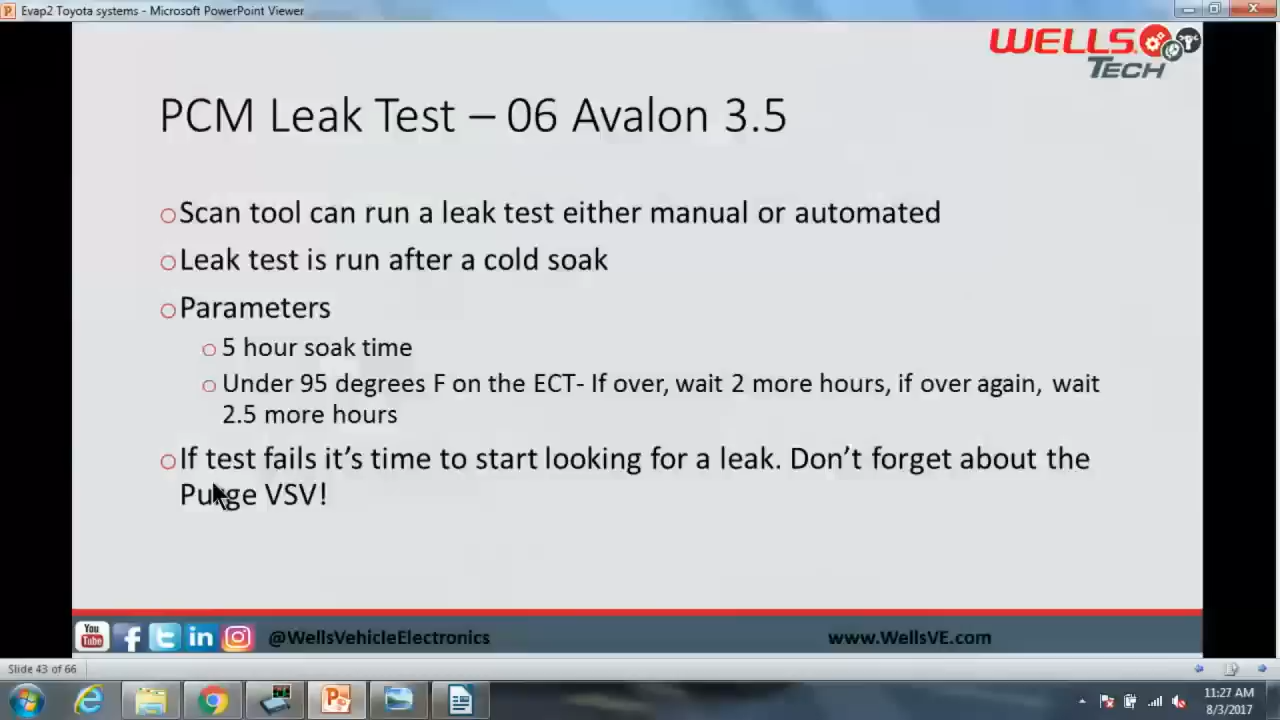 Evap2 Toyota systems - Microsoft PowerPoint Viewer
WELLS
TECH
PCM Leak Test – 06 Avalon 3.5
Scan tool can run a leak test either manual or automated
Leak test is run after a cold soak
Parameters
5 hour soak time
Under 95 degrees F on the ECT- If over, wait 2 more hours, if over again, wait
2.5 more hours
If test fails it's time to start looking for a leak. Don't forget about the
Purge VSV!
You
Tube
@WellsVehicleElectronics
www.WellsVE.com
Slide 43 of 66
11:27 AM
8/3/2017